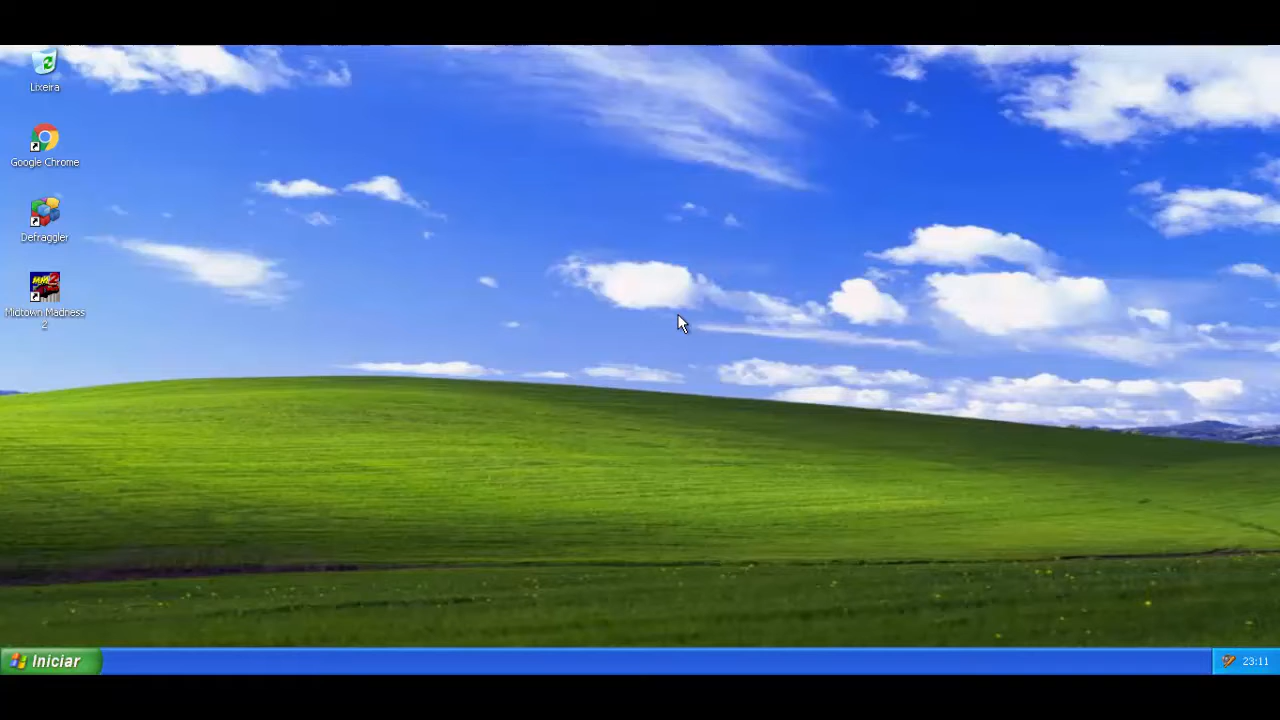 Lixeira
Google Chrome
Defraggler
Midtown Madness
2
Iniciar
23:11